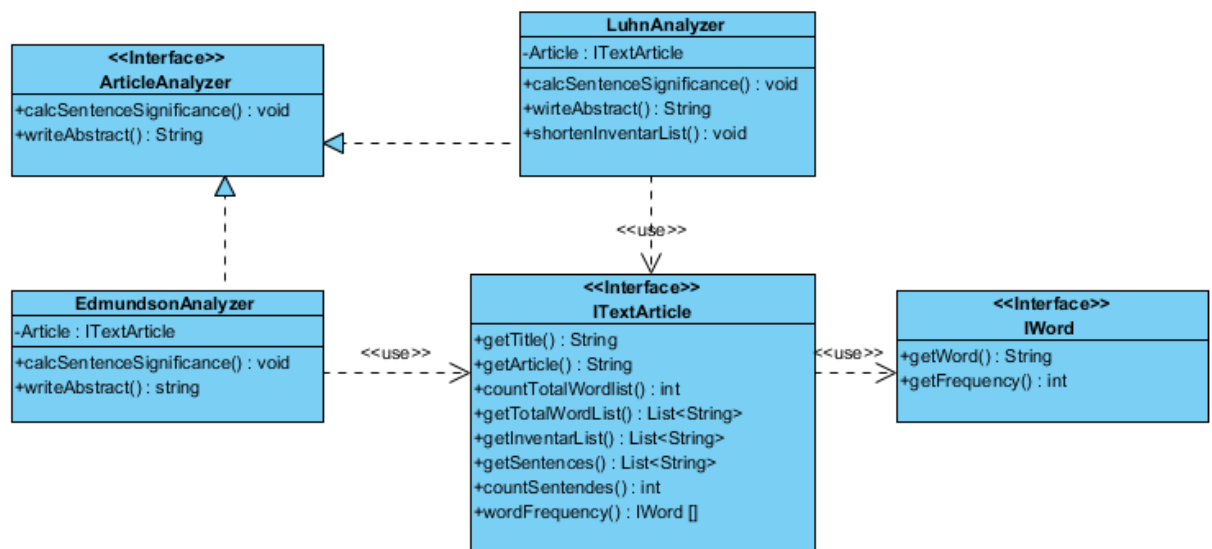 <<Interface>>
ArticleAnalyzer
+calcSentenceSignificance() : void
+writeAbstract() : String
LuhnAnalyzer
-Article : ITextArticle
+calcSentenceSignificance() : void
+wirteAbstract() : String
+shortenInventarList() : void
<<use>>
EdmundsonAnalyzer
-Article : ITextArticle
+calcSentenceSignificance() : void
+writeAbstract() : string
<<use>>
<<Interface>>
ITextArticle
+getTitle() : String
+getArticle() : String
+countTotalWordlist() : int
+getTotalWordList() : List<String>
+getInventarList() : List<String>
+getSentences() : List<String>
+countSentendes() : int
+wordFrequency() : IWord []
<<use>>
<<Interface>>
IWord
+getWord() : String
+getFrequency() : int